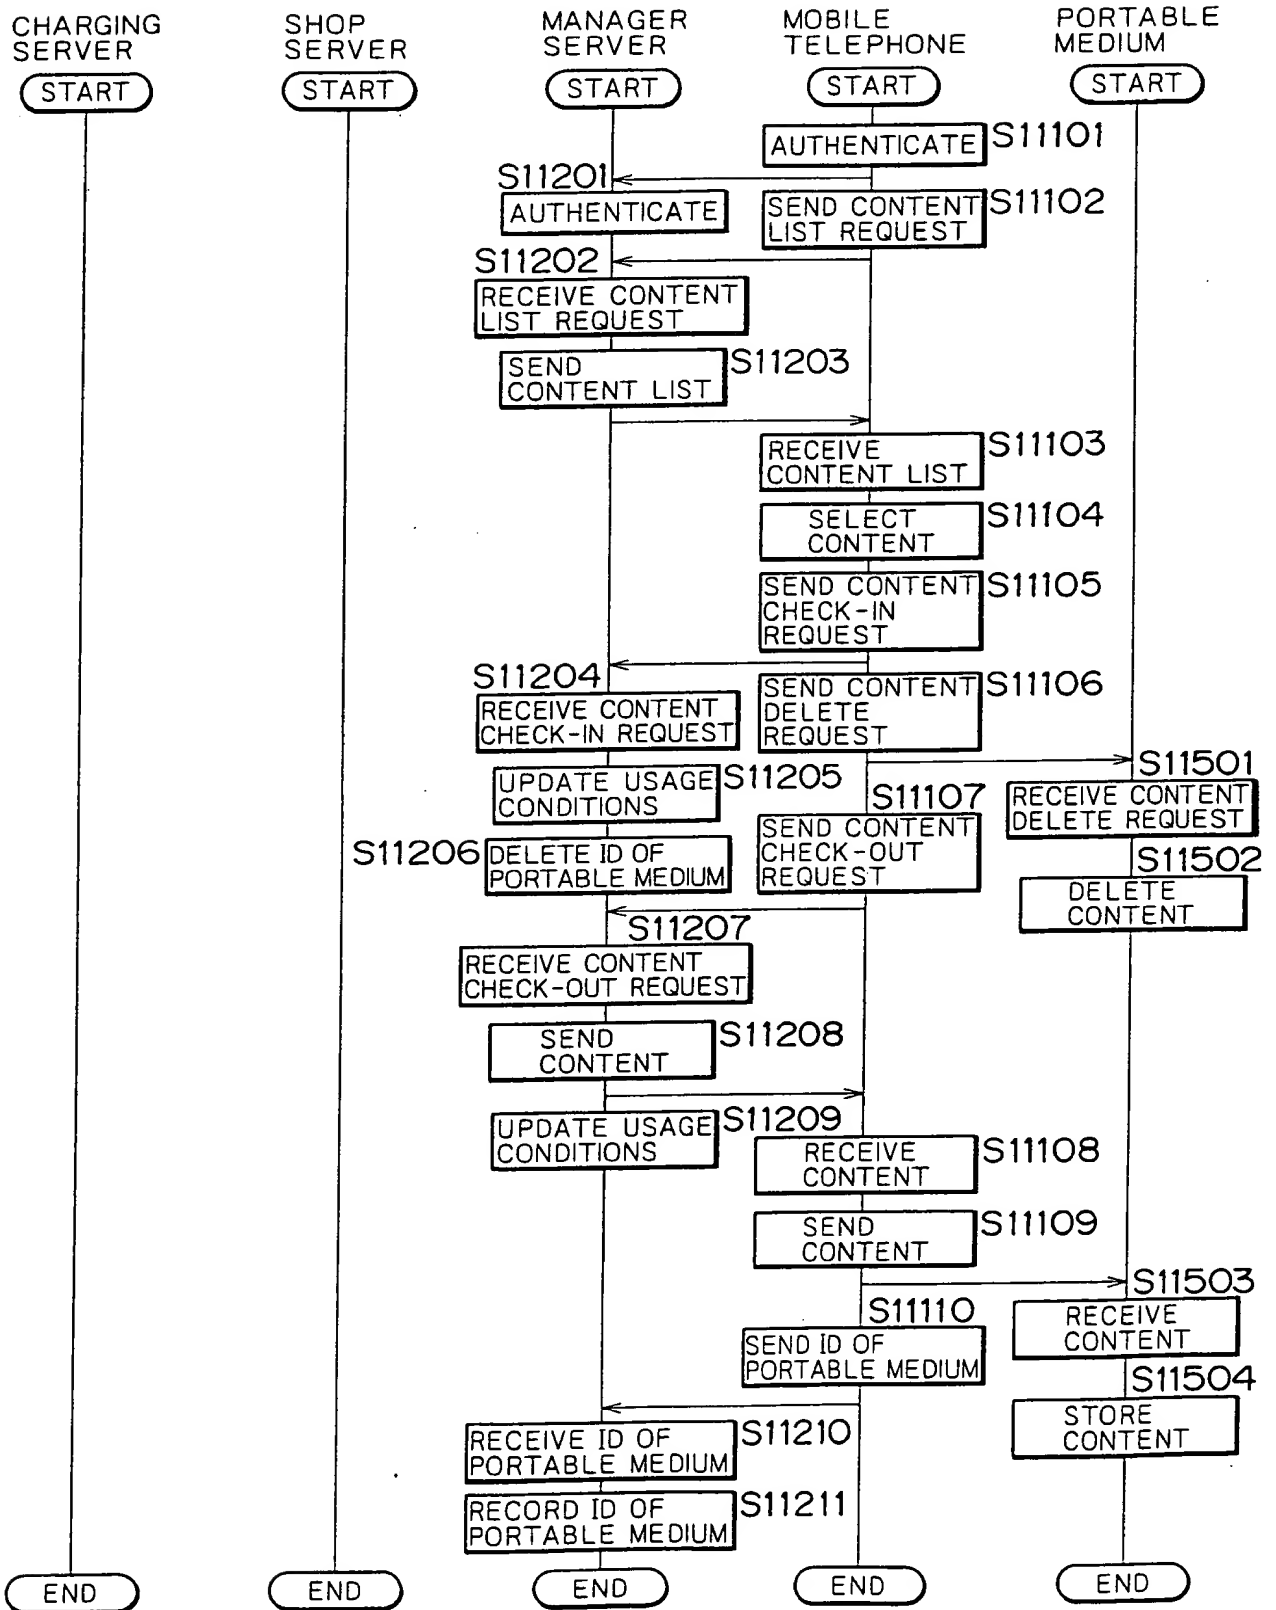 CHARGING
SERVER
SHOP
SERVER
MANAGER
SERVER
MOBILE
TELEPHONE
PORTABLE
MEDIUM
START
START
START
START
START
AUTHENTICATE
S11101
S11201
AUTHENTICATE
SEND CONTENT
LIST REQUEST
S11102
S11202
RECEIVE CONTENT
LIST REQUEST
SEND
CONTENT LIST
S11203
RECEIVE
CONTENT LIST
S11103
SELECT
CONTENT
S11104
SEND CONTENT
CHECK-IN
REQUEST
S11105
S11204
RECEIVE CONTENT
CHECK-IN REQUEST
SEND CONTENT
DELETE
REQUEST
S11106
S11501
RECEIVE CONTENT
DELETE REQUEST
UPDATE USAGE
CONDITIONS
S11205
S11107
SEND CONTENT
CHECK-OUT
REQUEST
S11206
DELETE ID OF
PORTABLE MEDIUM
S11502
DELETE
CONTENT
S11207
RECEIVE CONTENT
CHECK-OUT REQUEST
SEND
CONTENT
S11208
UPDATE USAGE
CONDITIONS
S11209
RECEIVE
CONTENT
S11108
SEND
CONTENT
S11109
S11503
RECEIVE
CONTENT
S11110
SEND ID OF
PORTABLE MEDIUM
S11504
STORE
CONTENT
RECEIVE ID OF
PORTABLE MEDIUM
S11210
RECORD ID OF
PORTABLE MEDIUM
S11211
END
END
END
END
END